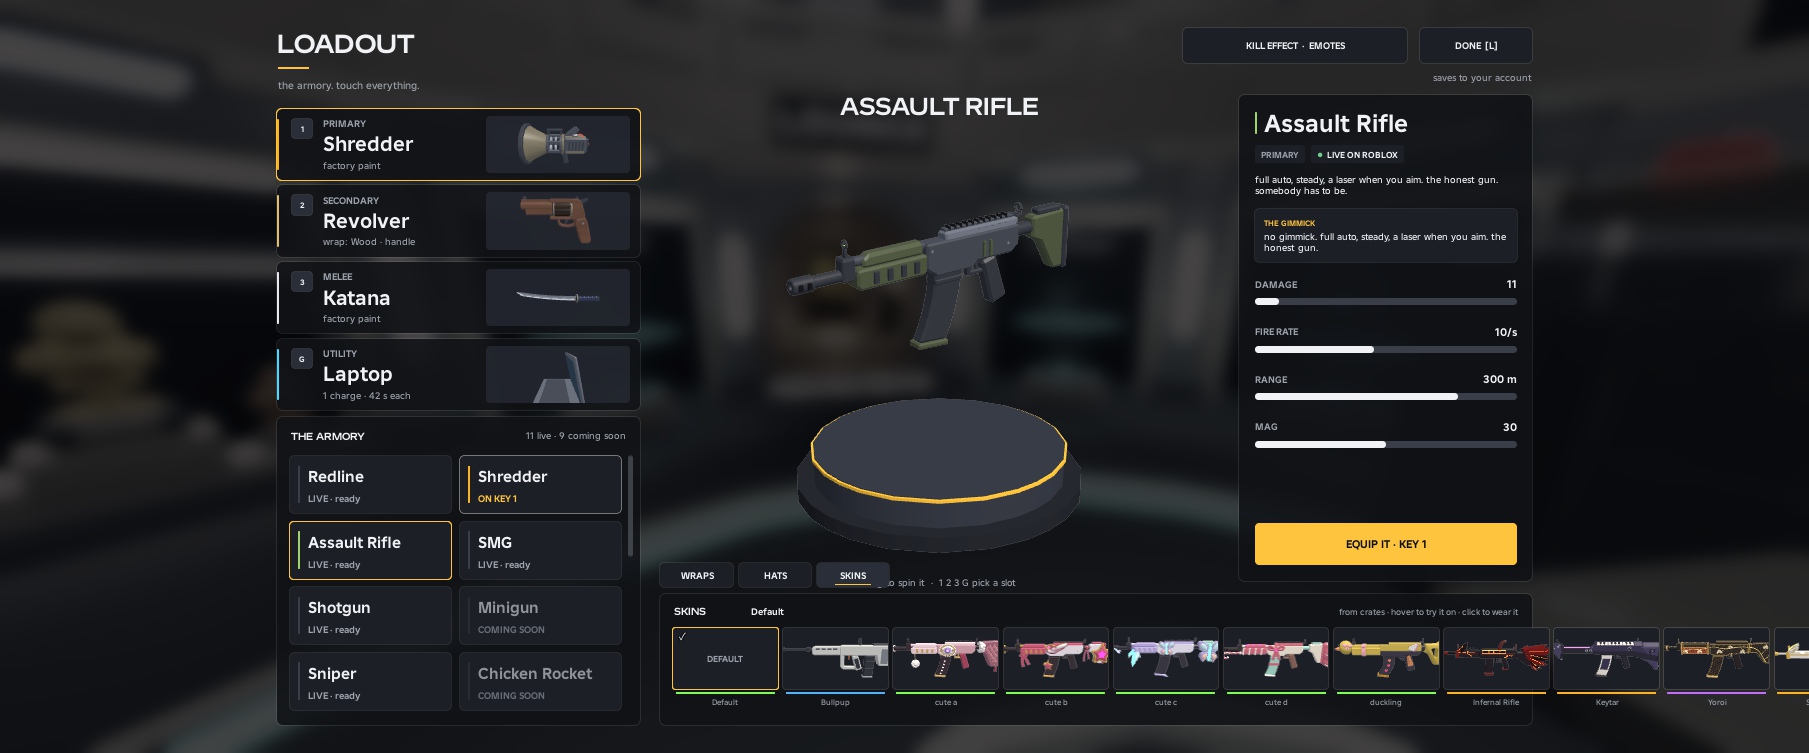 LOADOUT
the armory. touch everything.
KILL EFFECT · EMOTES
DONE [L]
saves to your account
1
PRIMARY
Shredder
factory paint
2
SECONDARY
Revolver
wrap: Wood · handle
3
MELEE
Katana
factory paint
G
UTILITY
Laptop
1 charge · 42 s each
THE ARMORY
11 live · 9 coming soon
Redline
LIVE · ready
Shredder
ON KEY 1
Assault Rifle
LIVE · ready
SMG
LIVE · ready
Shotgun
LIVE · ready
Minigun
COMING SOON
Sniper
LIVE · ready
Chicken Rocket
COMING SOON
ASSAULT RIFLE
Assault Rifle
PRIMARY
LIVE ON ROBLOX
full auto, steady, a laser when you aim. the honest gun.
somebody has to be.
THE GIMMICK
no gimmick. full auto, steady, a laser when you aim. the
honest gun.
DAMAGE 11
FIRE RATE 10/s
RANGE 300 m
MAG 30
EQUIP IT · KEY 1
WRAPS
HATS
SKINS
to spin it · 1 2 3 G pick a slot
SKINS
Default
from crates · hover to try it on · click to wear it
✓
DEFAULT
Default
Bullpup
cute a
cute b
cute c
cute d
duckling
Infernal Rifle
Keytar
Yoroi